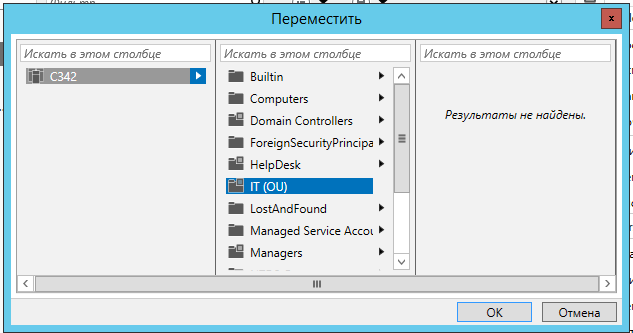 Переместить
x
Искать в этом столбце
Искать в этом столбце
Искать в этом столбце
C342
Builtin
Computers
Domain Controllers
ForeignSecurityPrincipa
HelpDesk
IT (OU)
LostAndFound
Managed Service Accou
Managers
Результаты не найдены.
OK
Отмена